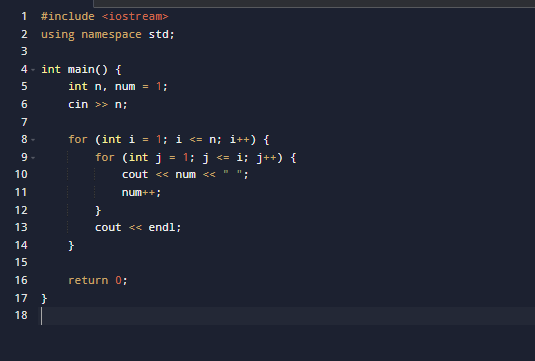 1 #include <iostream>
2 using namespace std;
3
4 int main() {
5     int n, num = 1;
6     cin >> n;
7
8     for (int i = 1; i <= n; i++) {
9         for (int j = 1; j <= i; j++) {
10             cout << num << " ";
11             num++;
12         }
13         cout << endl;
14     }
15
16     return 0;
17 }
18